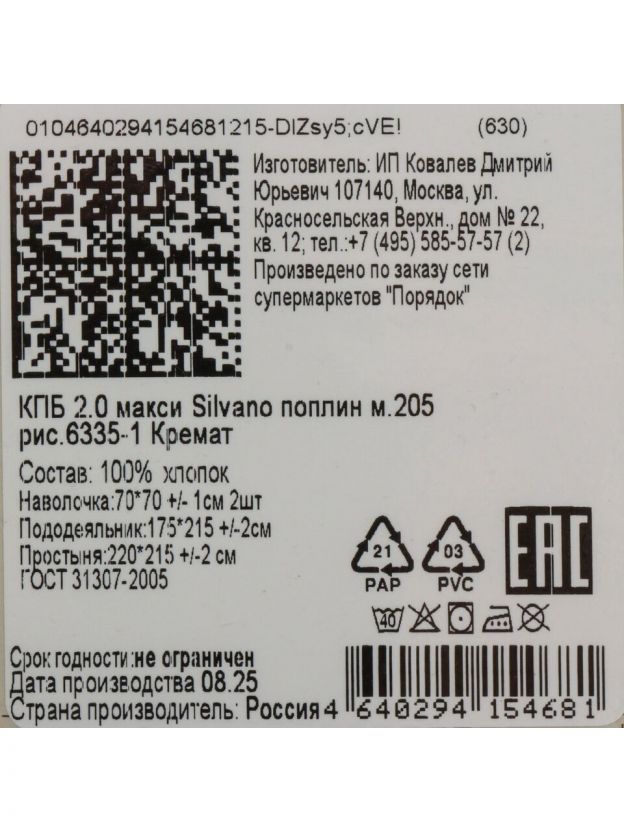 0104640294154681215-DIZsy5;cVE! (630)
Изготовитель: ИП Ковалев Дмитрий
Юрьевич 107140, Москва, ул.
Красносельская Верхн., дом № 22,
кв. 12; тел.:+7 (495) 585-57-57 (2)
Произведено по заказу сети
супермаркетов "Порядок"
КПБ 2.0 макси Silvano поплин м.205
рис.6335-1 Кремат
Состав: 100% хлопок
Наволочка:70*70 +/- 1см 2шт
Пододеяльник:175*215 +/-2см
Простыня:220*215 +/-2 см
ГОСТ 31307-2005
21
PAP
03
PVC
EAC
40
Срок годности:не ограничен
Дата производства 08.25
Страна производитель: Россия
4 640294 154681